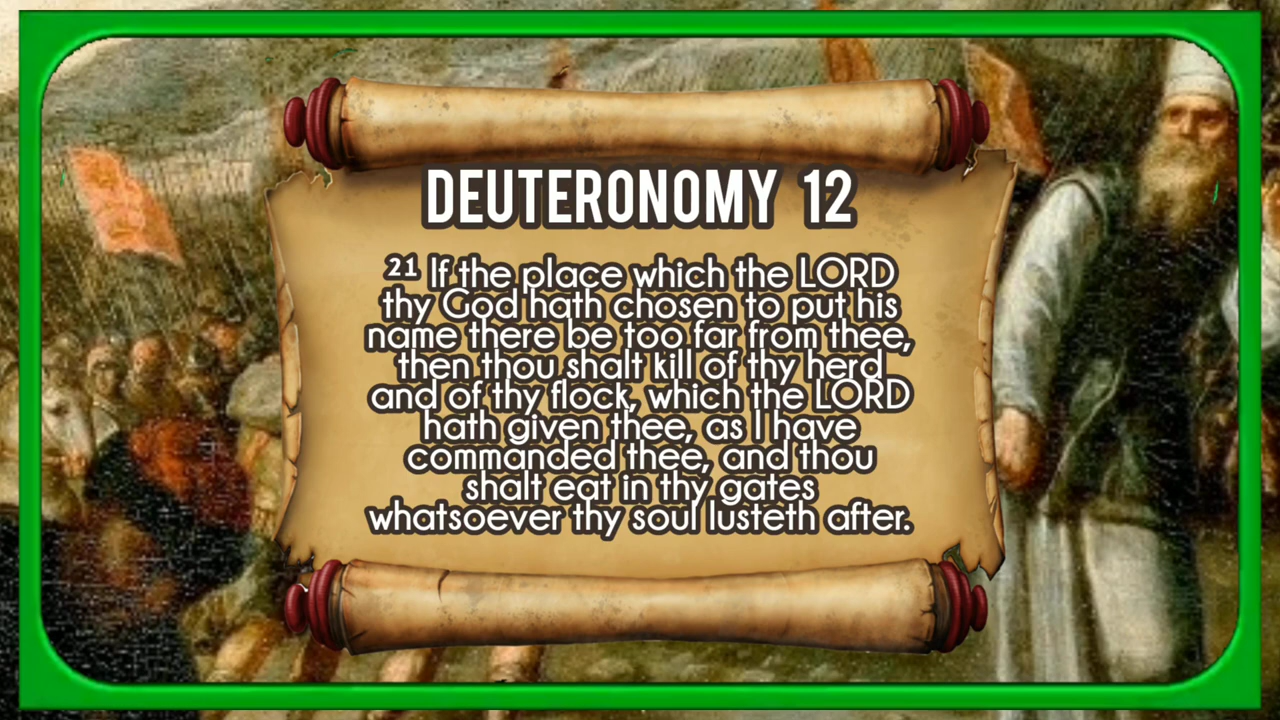 DEUTERONOMY 12
21 If the place which the LORD
thy God hath chosen to put his
name there be too far from thee,
then thou shalt kill of thy herd
and of thy flock, which the LORD
hath given thee, as I have
commanded thee, and thou
shalt eat in thy gates
whatsoever thy soul lusteth after.